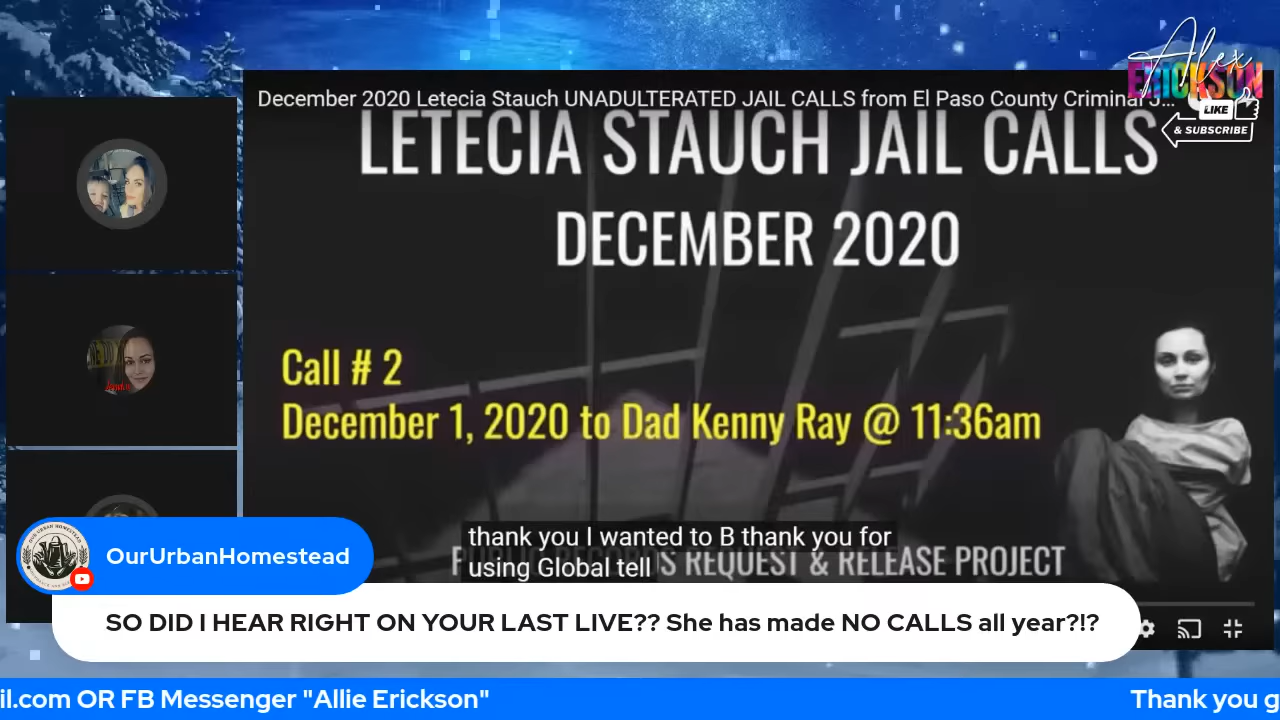 Alex
ERICKSON
LIKE
& SUBSCRIBE
December 2020 Letecia Stauch UNADULTERATED JAIL CALLS from El Paso County Criminal J...
LETECIA STAUCH JAIL CALLS
DECEMBER 2020
Call # 2
December 1, 2020 to Dad Kenny Ray @ 11:36am
thank you I wanted to B thank you for
using Global tell
REQUEST & RELEASE PROJECT
OurUrbanHomestead
SO DID I HEAR RIGHT ON YOUR LAST LIVE?? She has made NO CALLS all year?!?
il.com OR FB Messenger "Allie Erickson"
Thank you g